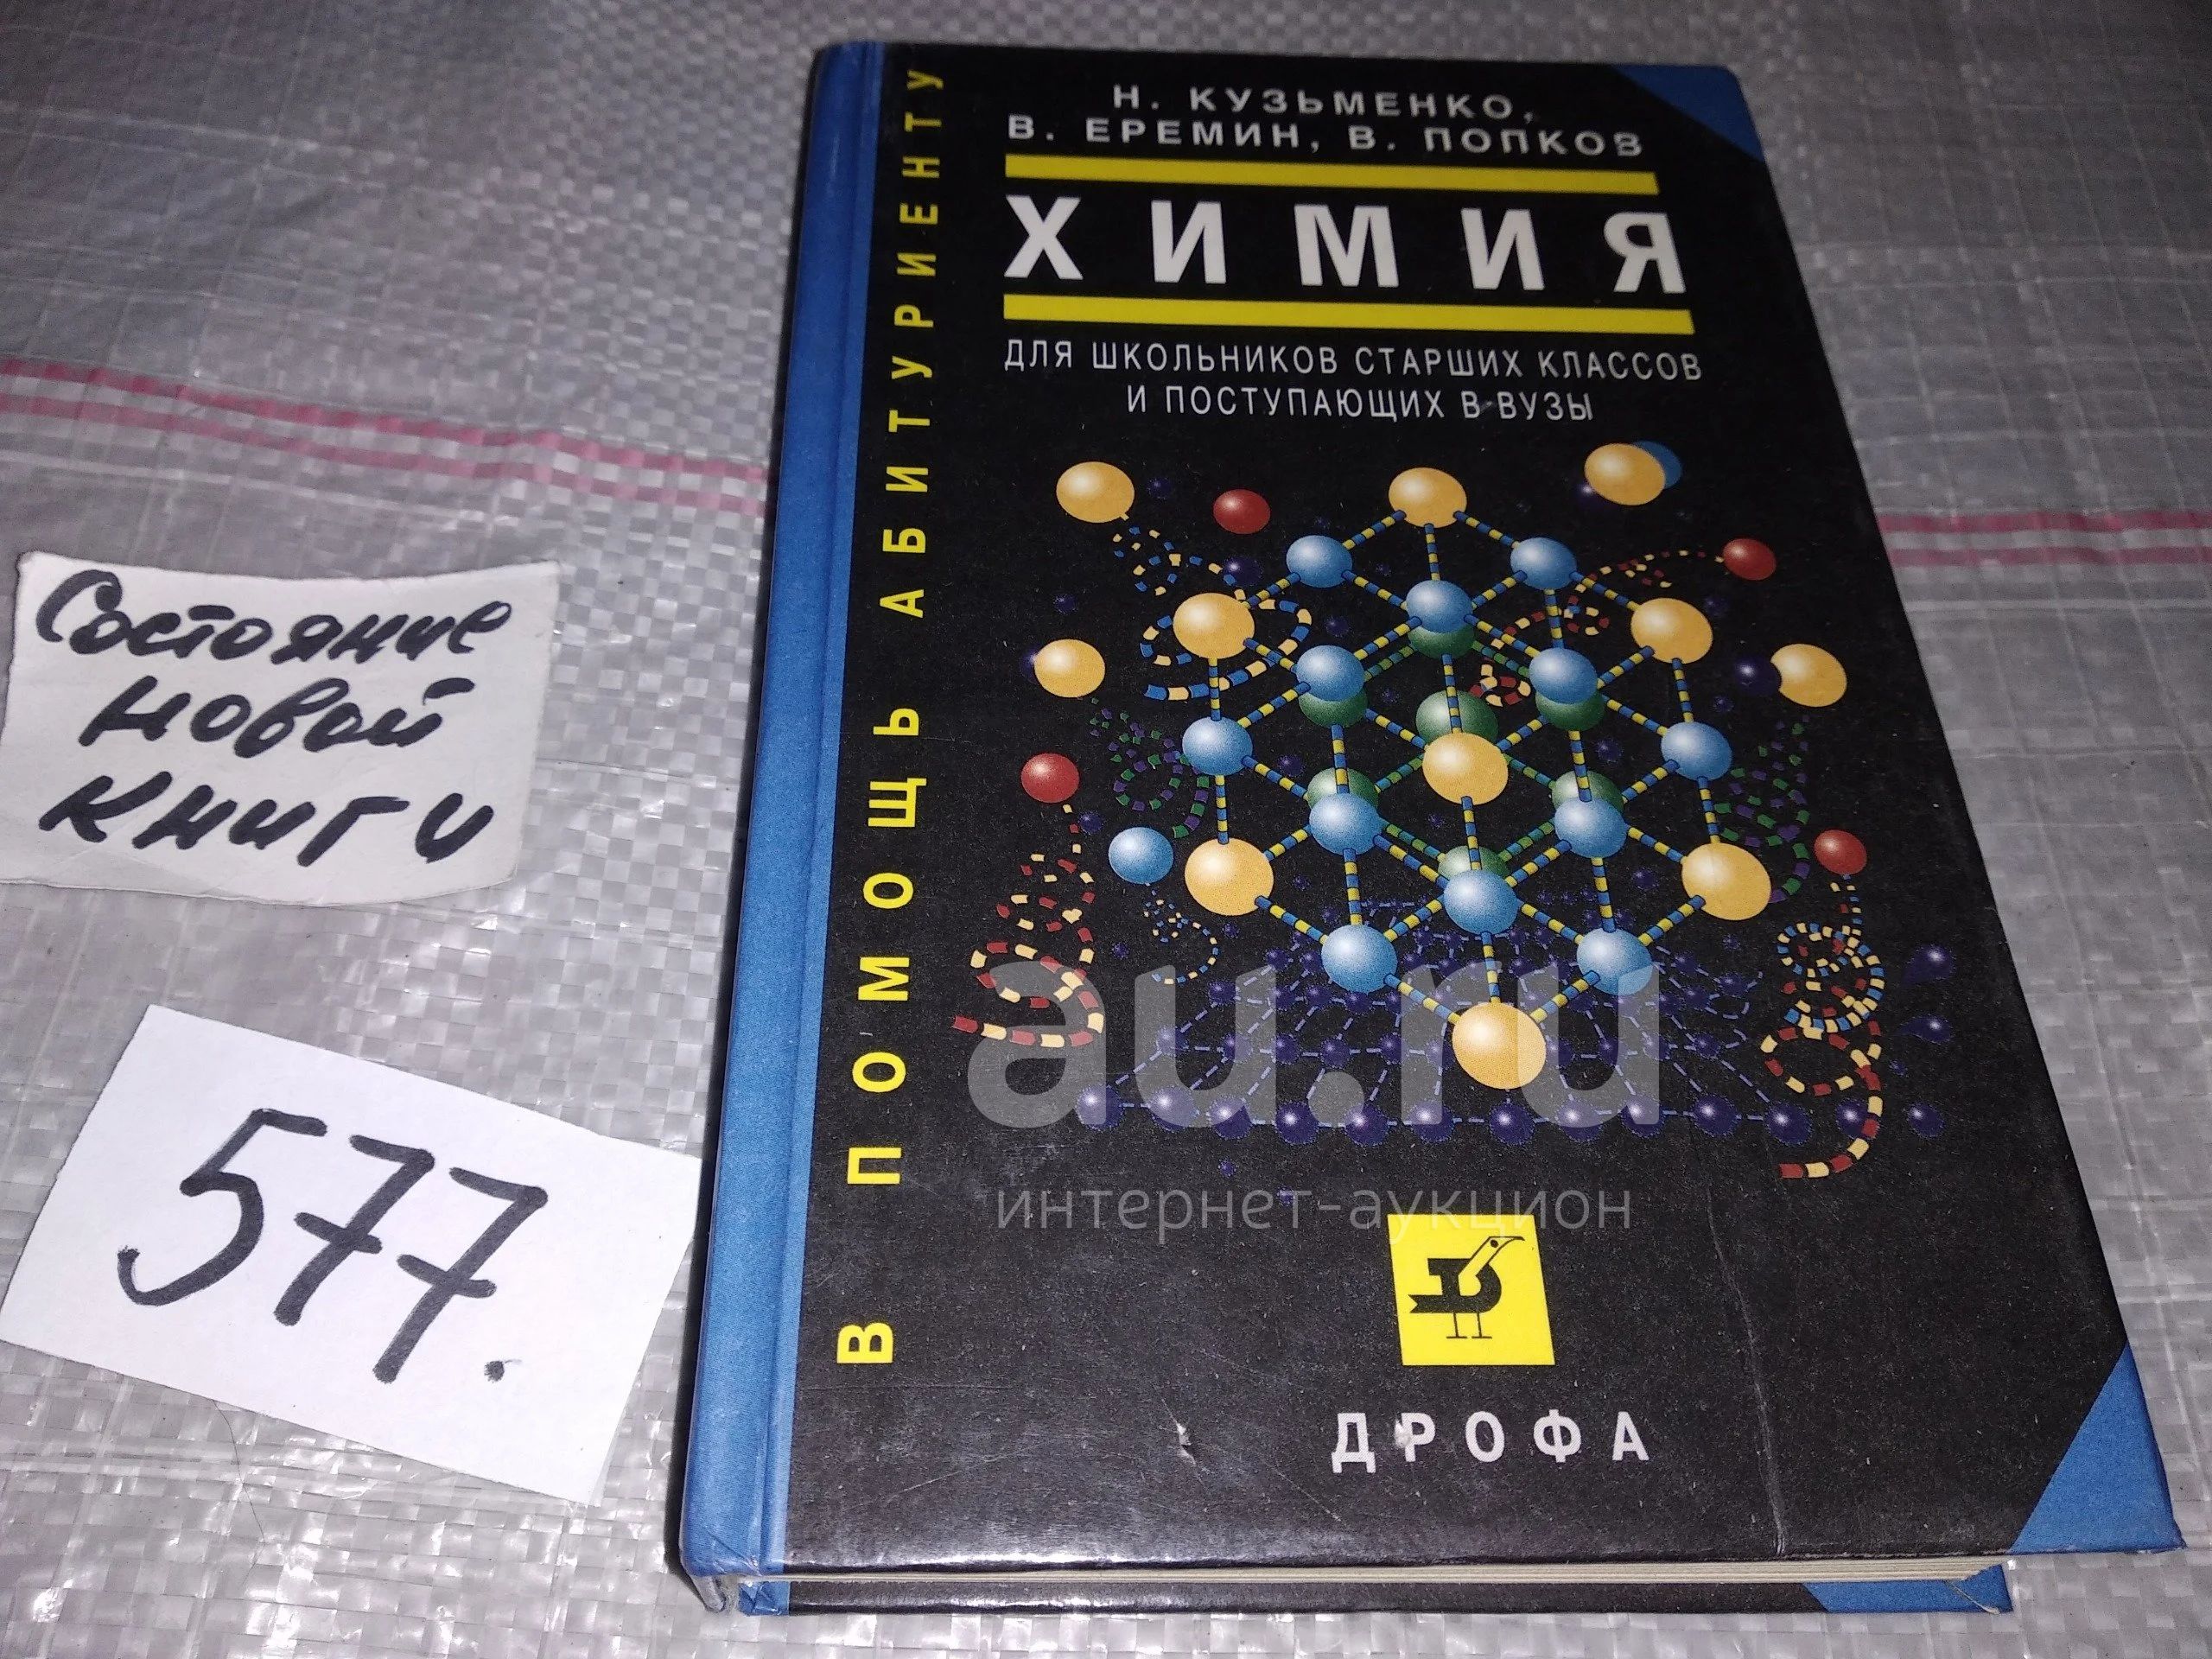 Н. КУЗЬМЕНКО,
В. ЕРЕМИН, В. ПОПКОВ
ХИМИЯ
ДЛЯ ШКОЛЬНИКОВ СТАРШИХ КЛАССОВ
И ПОСТУПАЮЩИХ В ВУЗЫ
В ПОМОЩЬ АБИТУРИЕНТУ
Состояние
новой
книги
577.
au.ru
интернет-аукцион
ДРОФА